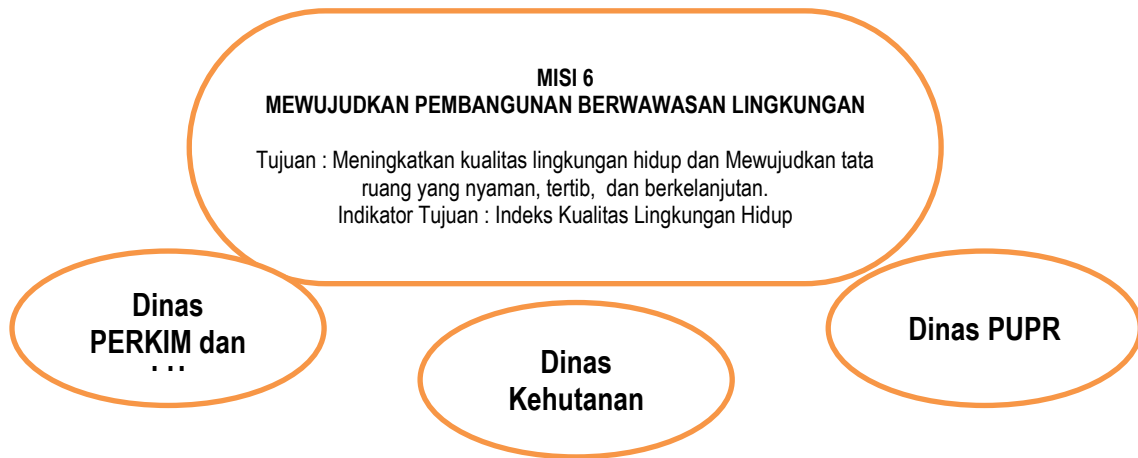 MISI 6
MEWUJUDKAN PEMBANGUNAN BERWAWASAN LINGKUNGAN
Tujuan : Meningkatkan kualitas lingkungan hidup dan Mewujudkan tata
ruang yang nyaman, tertib, dan berkelanjutan.
Indikator Tujuan : Indeks Kualitas Lingkungan Hidup
Dinas
PERKIM dan
Dinas
Kehutanan
Dinas PUPR